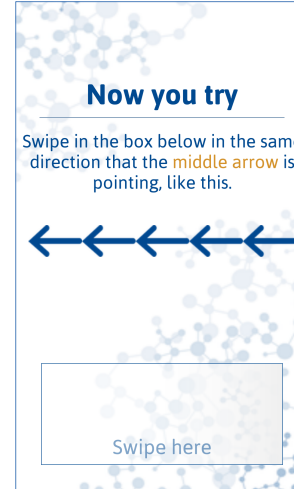 Now you try
Swipe in the box below in the sam
direction that the middle arrow is
pointing, like this.
Swipe here